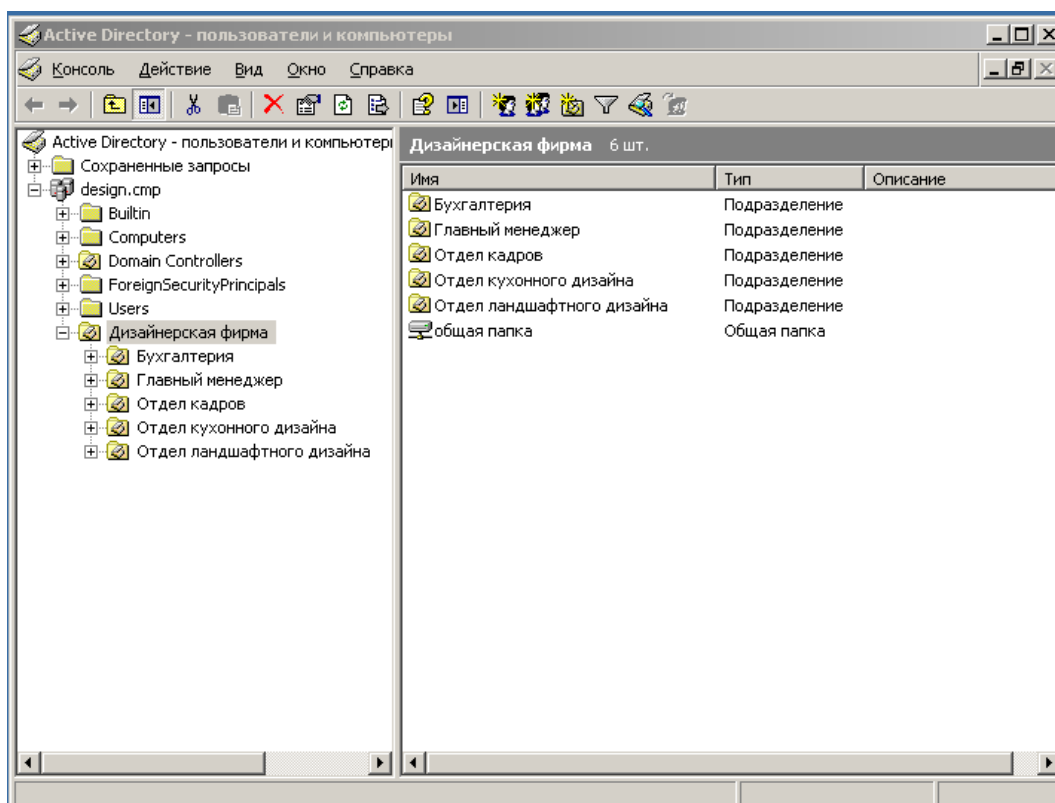 Active Directory - пользователи и компьютеры
Консоль Действие Вид Окно Справка
Active Directory - пользователи и компьютер
Сохраненные запросы
design.cmp
Builtin
Computers
Domain Controllers
ForeignSecurityPrincipals
Users
Дизайнерская фирма
Бухгалтерия
Главный менеджер
Отдел кадров
Отдел кухонного дизайна
Отдел ландшафтного дизайна
Дизайнерская фирма 6 шт.
Имя Тип Описание
Бухгалтерия Подразделение
Главный менеджер Подразделение
Отдел кадров Подразделение
Отдел кухонного дизайна Подразделение
Отдел ландшафтного дизайна Подразделение
общая папка Общая папка